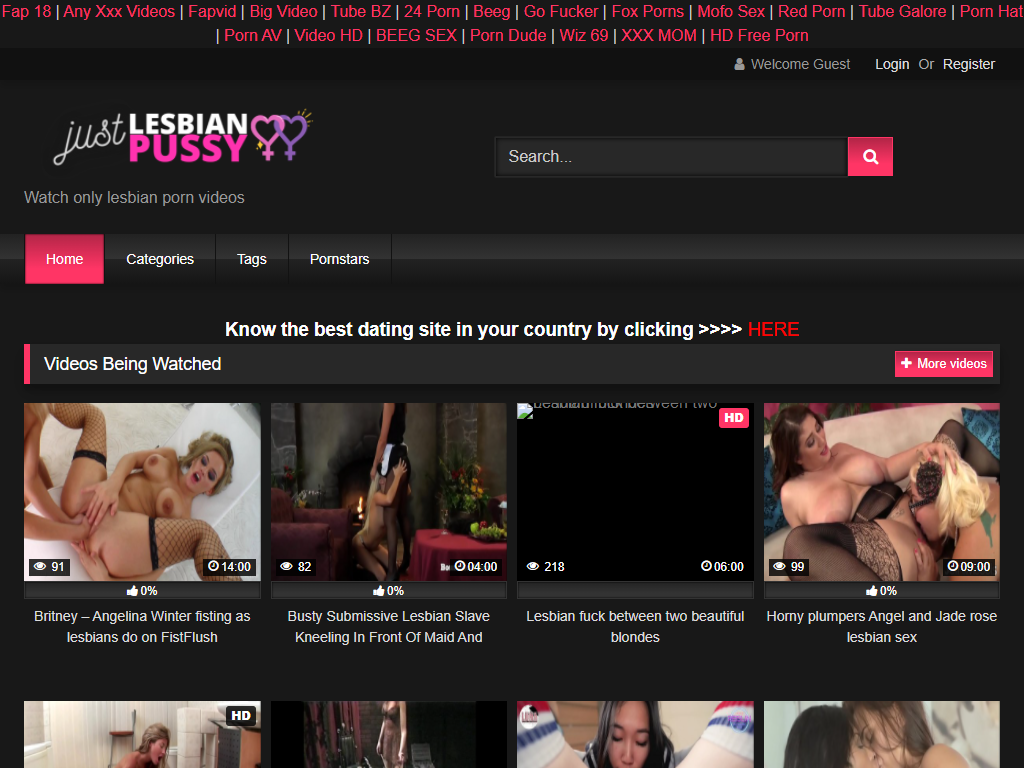 Fap 18 | Any Xxx Videos | Fapvid | Big Video | Tube BZ | 24 Porn | Beeg | Go Fucker | Fox Porns | Mofo Sex | Red Porn | Tube Galore | Porn Hat
| Porn AV | Video HD | BEEG SEX | Porn Dude | Wiz 69 | XXX MOM | HD Free Porn
Welcome Guest Login Or Register
just LESBIAN
PUSSY
Search...
Watch only lesbian porn videos
Home Categories Tags Pornstars
Know the best dating site in your country by clicking >>>> HERE
Videos Being Watched + More videos
HD
91 14:00 82 04:00 218 06:00 99 09:00
0% 0% 0%
Britney – Angelina Winter fisting as
lesbians do on FistFlush
Busty Submissive Lesbian Slave
Kneeling In Front Of Maid And
Lesbian fuck between two beautiful
blondes
Horny plumpers Angel and Jade rose
lesbian sex
HD